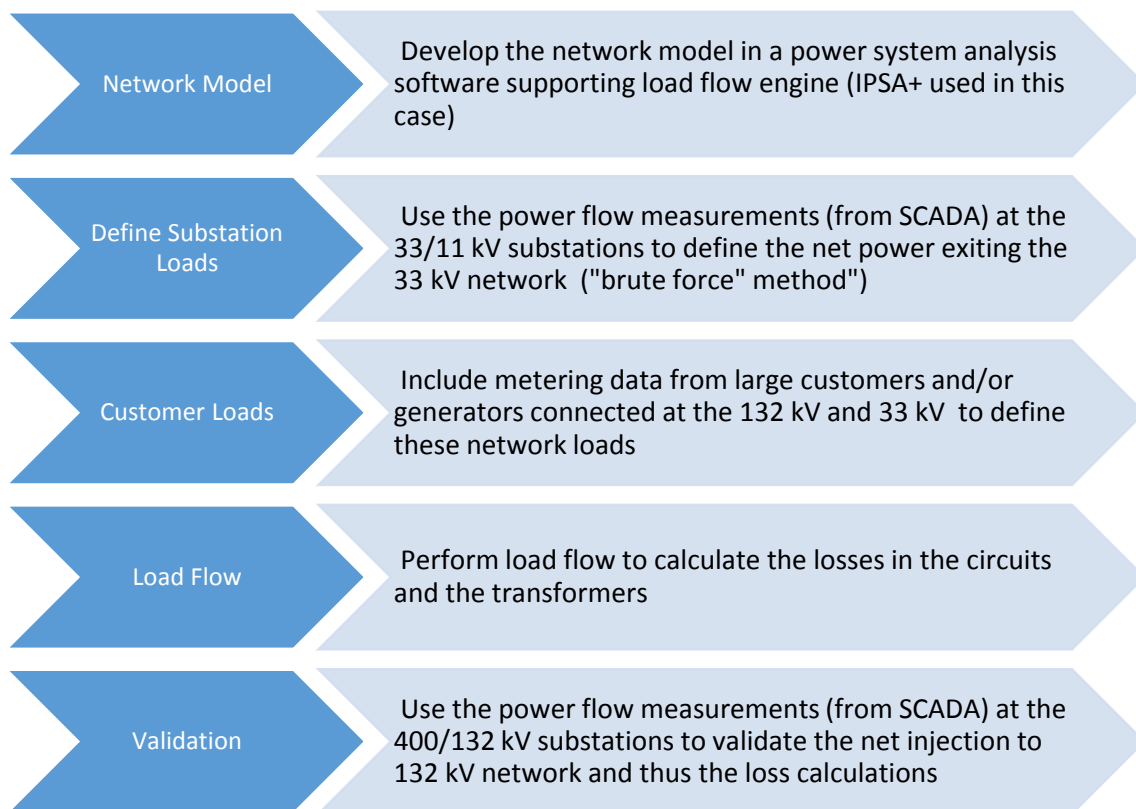 Network Model
Develop the network model in a power system analysis
software supporting load flow engine (IPSA+ used in this
case)
Define Substation
Loads
Use the power flow measurements (from SCADA) at the
33/11 kV substations to define the net power exiting the
33 kV network ("brute force" method")
Customer Loads
Include metering data from large customers and/or
generators connected at the 132 kV and 33 kV to define
these network loads
Load Flow
Perform load flow to calculate the losses in the circuits
and the transformers
Validation
Use the power flow measurements (from SCADA) at the
400/132 kV substations to validate the net injection to
132 kV network and thus the loss calculations